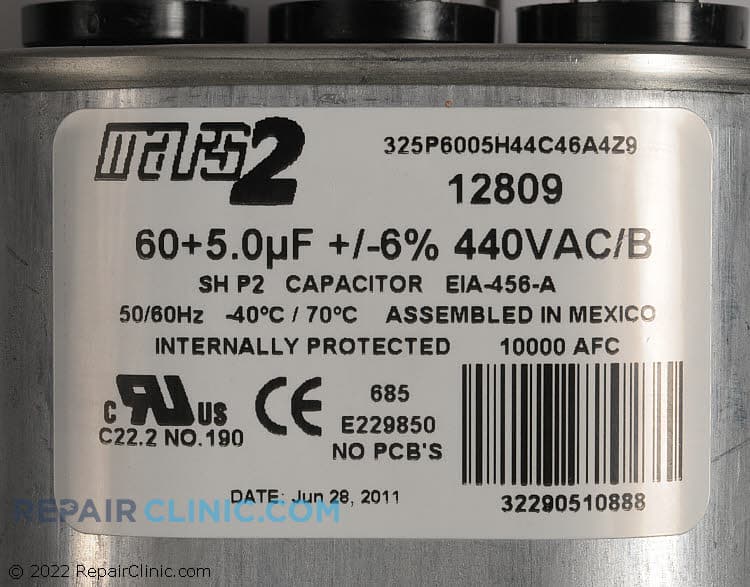 mars2
325P6005H44C46A4Z9
12809
60+5.0µF +/-6% 440VAC/B
SH P2 CAPACITOR EIA-456-A
50/60Hz -40°C / 70°C ASSEMBLED IN MEXICO
INTERNALLY PROTECTED 10000 AFC
C RU US
C22.2 NO.190
CE
685
E229850
NO PCB'S
DATE: Jun 28, 2011
32290510888
REPAIRCLINIC.COM
© 2022 RepairClinic.com